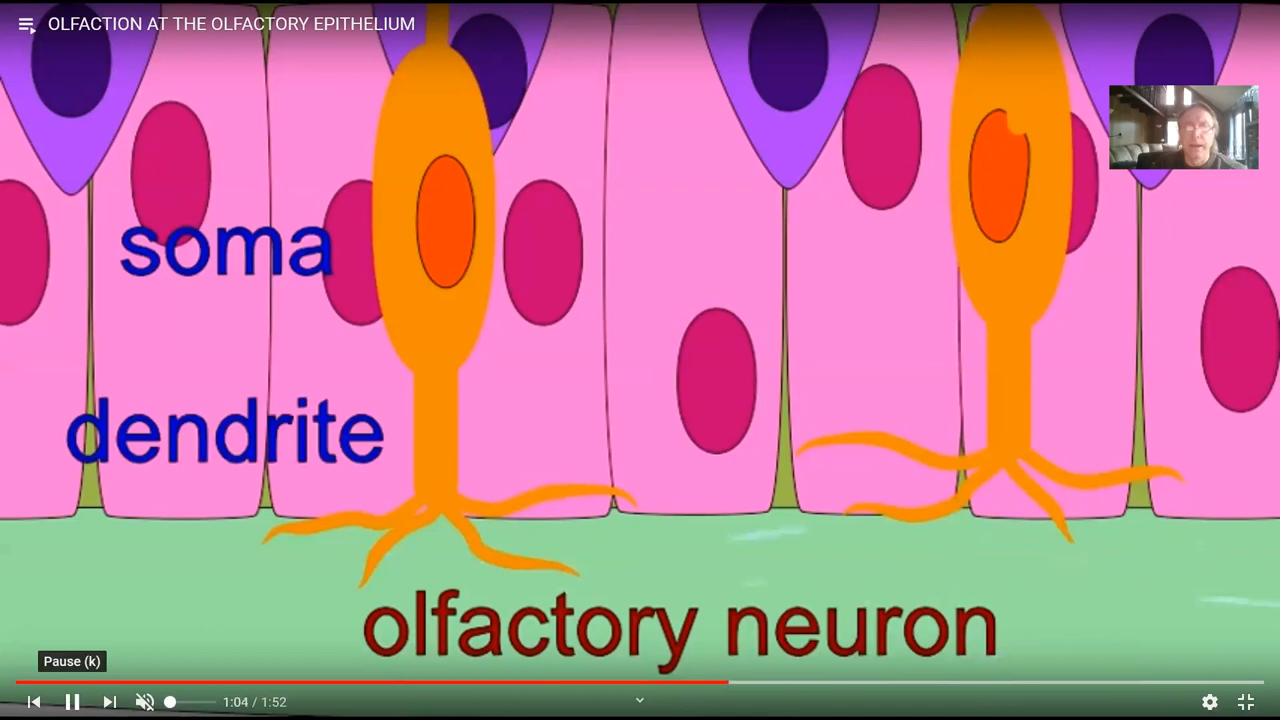 OLFACTION AT THE OLFACTORY EPITHELIUM
soma
dendrite
olfactory neuron
Pause (k)
1:04 / 1:52